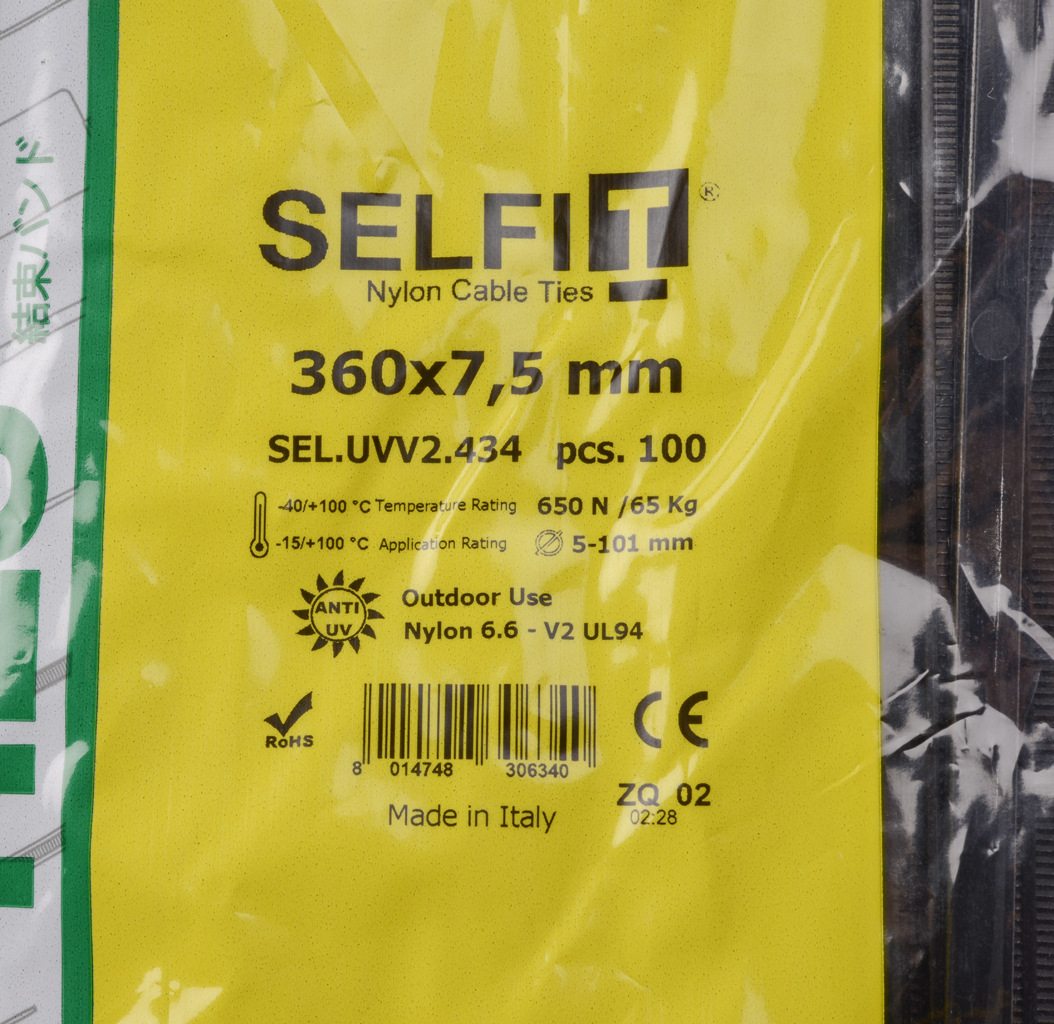 結束バンド
SELFIT®
Nylon Cable Ties
360x7,5 mm
SEL.UVV2.434 pcs. 100
-40/+100 °C Temperature Rating 650 N /65 Kg
-15/+100 °C Application Rating 5-101 mm
ANTI
UV
Outdoor Use
Nylon 6.6 - V2 UL94
RoHS
8 014748 306340
CE
ZQ 02
02:28
Made in Italy